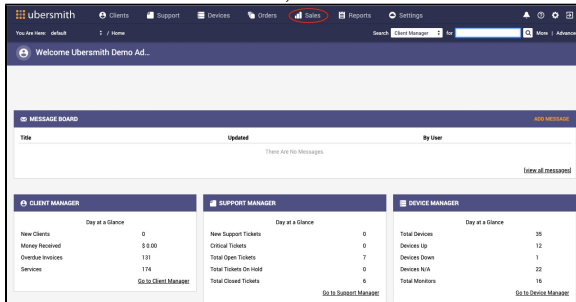 ubersmith Clients Support Devices Orders Sales Reports Settings
You Are Here: default / Home Search Client Manager for More | Advance
Welcome Ubersmith Demo Ad...
MESSAGE BOARD ADD MESSAGE
Title Updated By User
There Are No Messages.
[view all messages]
CLIENT MANAGER SUPPORT MANAGER DEVICE MANAGER
Day at a Glance Day at a Glance Day at a Glance
New Clients 0 New Support Tickets 0 Total Devices 35
Money Received $ 0.00 Critical Tickets 0 Devices Up 12
Overdue Invoices 131 Total Open Tickets 7 Devices Down 1
Services 174 Total Tickets On Hold 0 Devices N/A 22
Go to Client Manager Total Closed Tickets 6 Total Monitors 16
Go to Support Manager Go to Device Manager